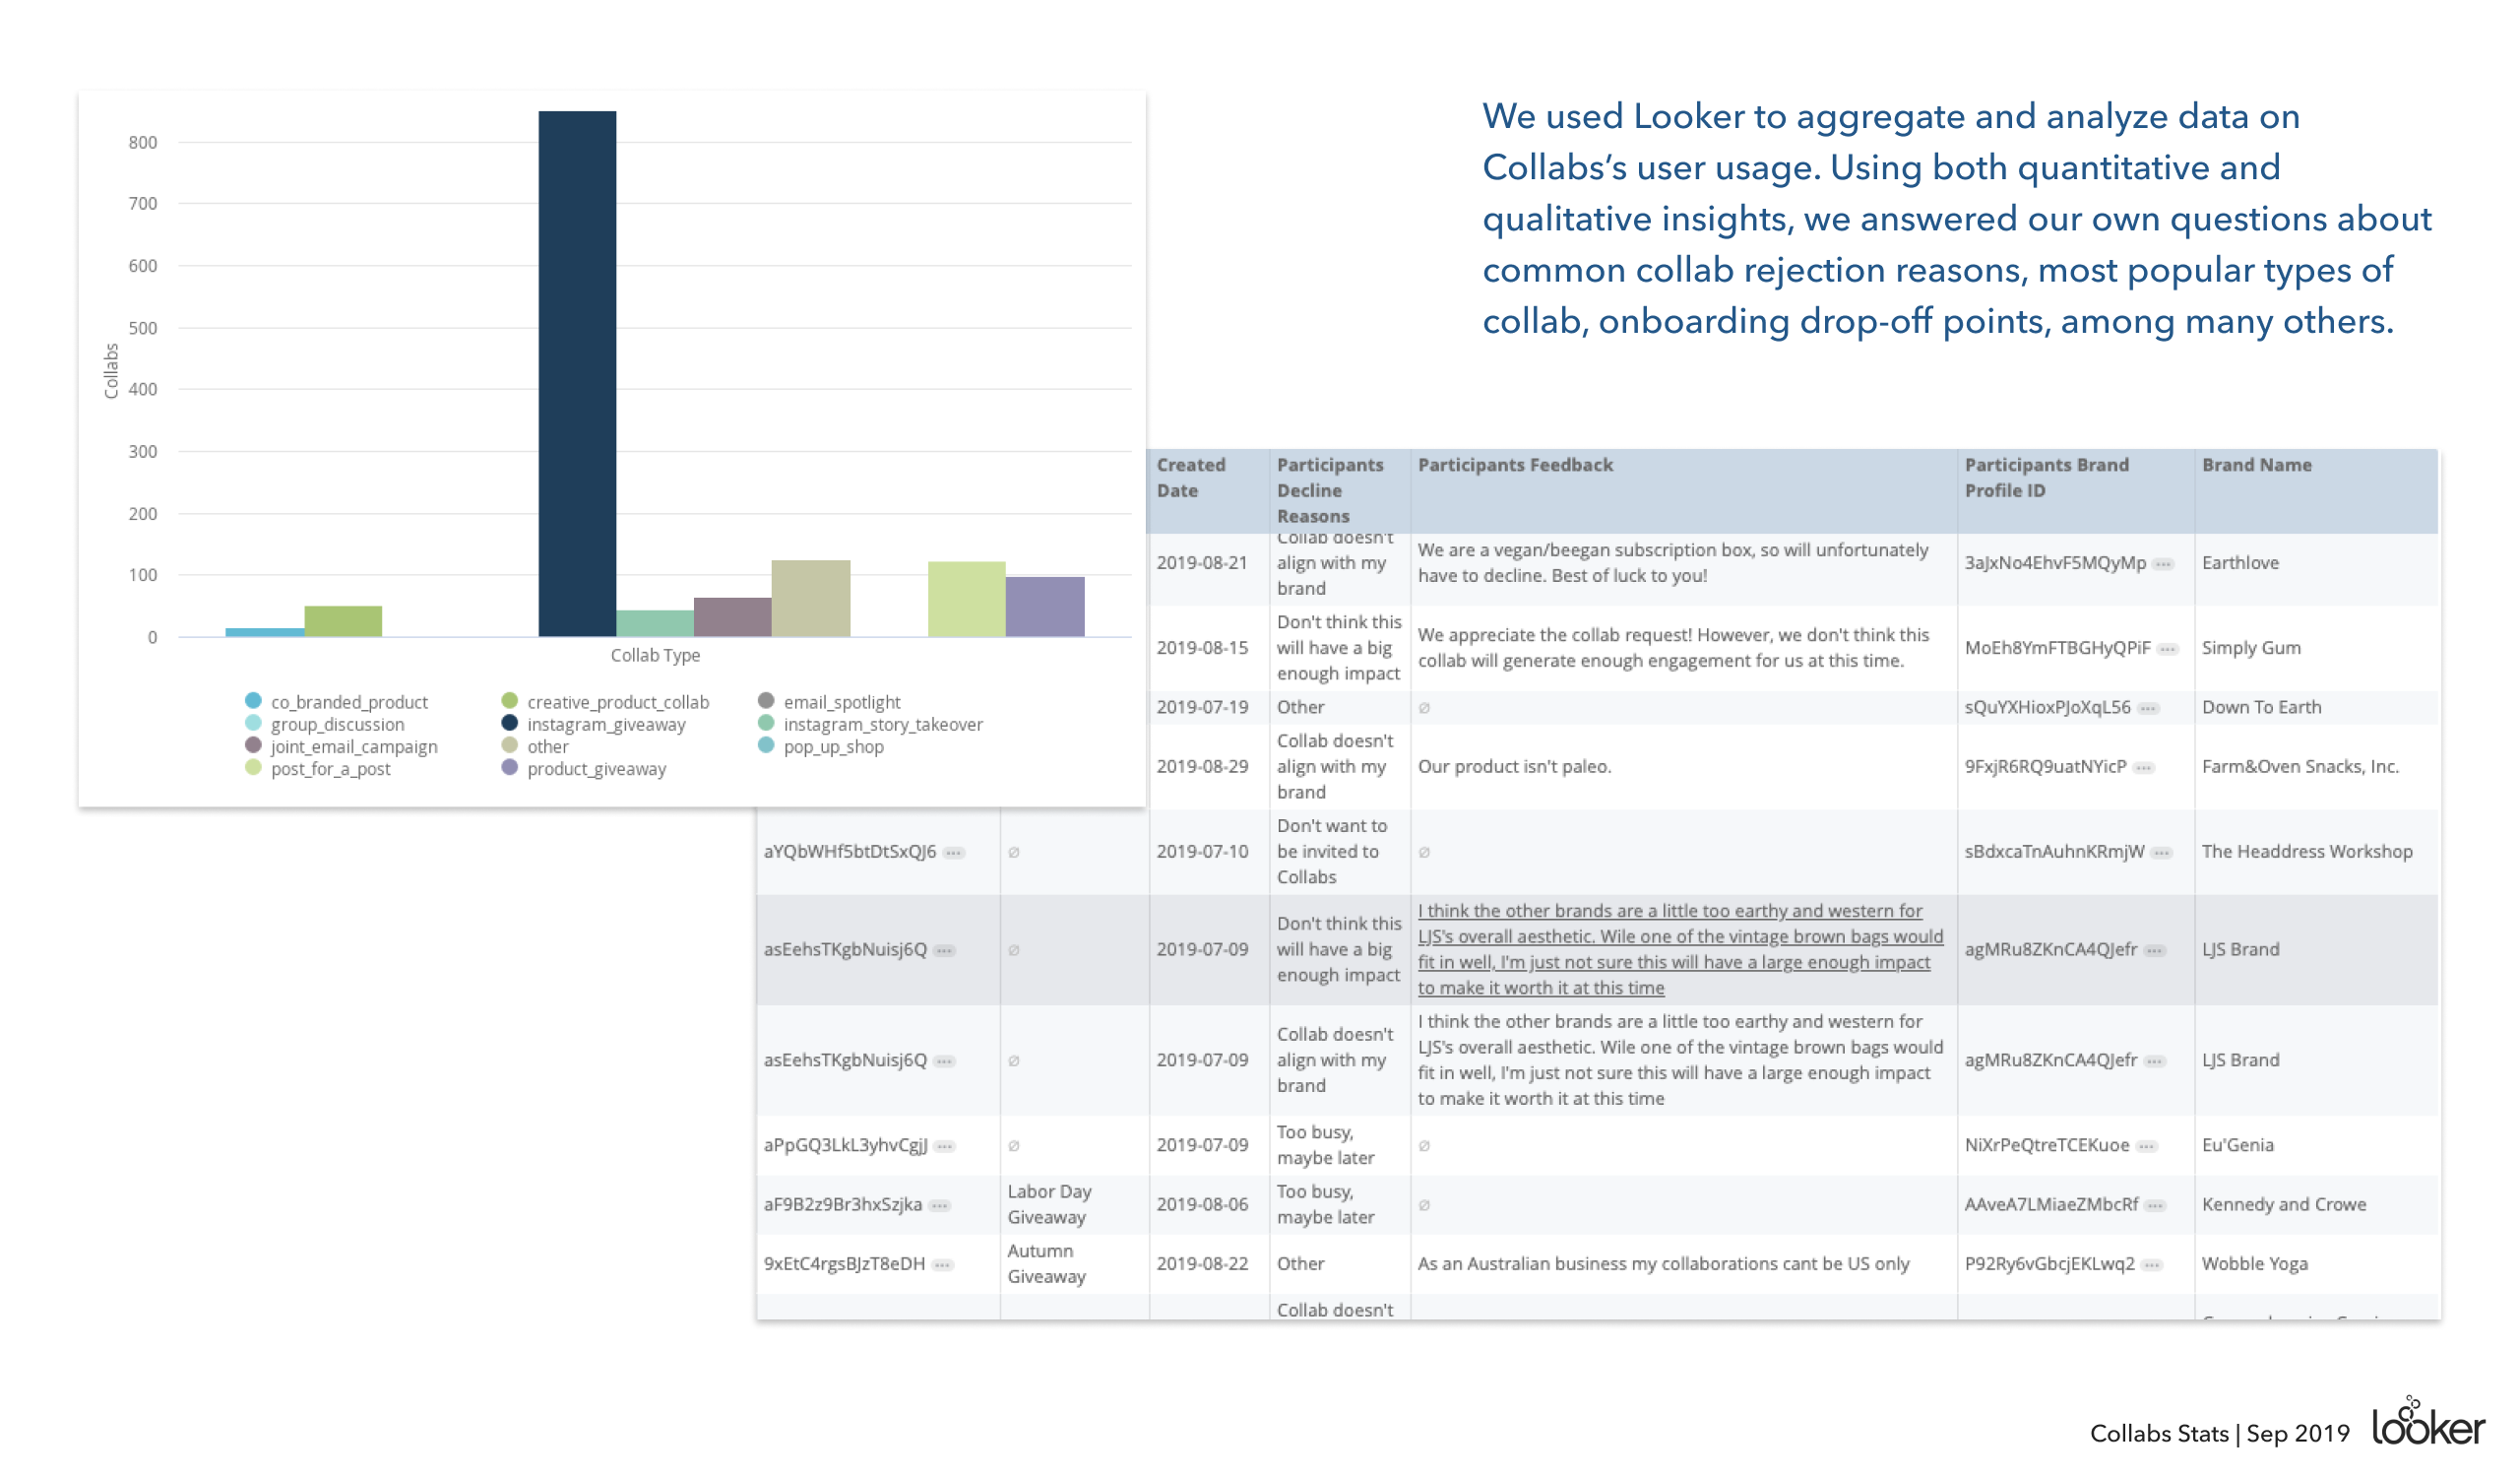 We used Looker to aggregate and analyze data on
Collabs’s user usage. Using both quantitative and
qualitative insights, we answered our own questions about
common collab rejection reasons, most popular types of
collab, onboarding drop-off points, among many others.
800
700
600
500
400
300
200
100
0
Collabs
Collab Type
co_branded_product creative_product_collab email_spotlight
group_discussion instagram_giveaway instagram_story_takeover
joint_email_campaign other pop_up_shop
post_for_a_post product_giveaway
Created Participants Participants Feedback Participants Brand Brand Name
Date Decline Profile ID
Reasons
Collab doesn't
align with my
brand
2019-08-21
We are a vegan/beegan subscription box, so will unfortunately
have to decline. Best of luck to you!
3aJxNo4EhvF5MQyMp ···
Earthlove
2019-08-15
Don't think this
will have a big
enough impact
We appreciate the collab request! However, we don't think this
collab will generate enough engagement for us at this time.
MoEh8YmFTBGHyQPiF ···
Simply Gum
2019-07-19 Other ∅ sQuYXHioxPJoXqL56 ··· Down To Earth
2019-08-29
Collab doesn't
align with my
brand
Our product isn't paleo.
9FxjR6RQ9uatNYicP ···
Farm&Oven Snacks, Inc.
aYQbWHf5btDtSxQJ6 ··· ∅ 2019-07-10
Don't want to
be invited to
Collabs
∅
sBdxcaTnAuhnKRmjW ···
The Headdress Workshop
asEehsTKgbNuisj6Q ··· ∅ 2019-07-09
Don't think this
will have a big
enough impact
I think the other brands are a little too earthy and western for
LJS's overall aesthetic. Wile one of the vintage brown bags would
fit in well, I'm just not sure this will have a large enough impact
to make it worth it at this time
agMRu8ZKnCA4QJefr ···
LJS Brand
asEehsTKgbNuisj6Q ··· ∅ 2019-07-09
Collab doesn't
align with my
brand
I think the other brands are a little too earthy and western for
LJS's overall aesthetic. Wile one of the vintage brown bags would
fit in well, I'm just not sure this will have a large enough impact
to make it worth it at this time
agMRu8ZKnCA4QJefr ···
LJS Brand
aPpGQ3LkL3yhvCgjJ ··· ∅ 2019-07-09
Too busy,
maybe later
∅
NiXrPeQtreTCEKuoe ···
Eu'Genia
aF9B2z9Br3hxSzjka ···
Labor Day
Giveaway
2019-08-06
Too busy,
maybe later
∅
AAveA7LMiaeZMbcRf ···
Kennedy and Crowe
9xEtC4rgsBJzT8eDH ···
Autumn
Giveaway
2019-08-22
Other
As an Australian business my collaborations cant be US only
P92Ry6vGbcjEKLwq2 ···
Wobble Yoga
Collab doesn't
Collabs Stats | Sep 2019 looker